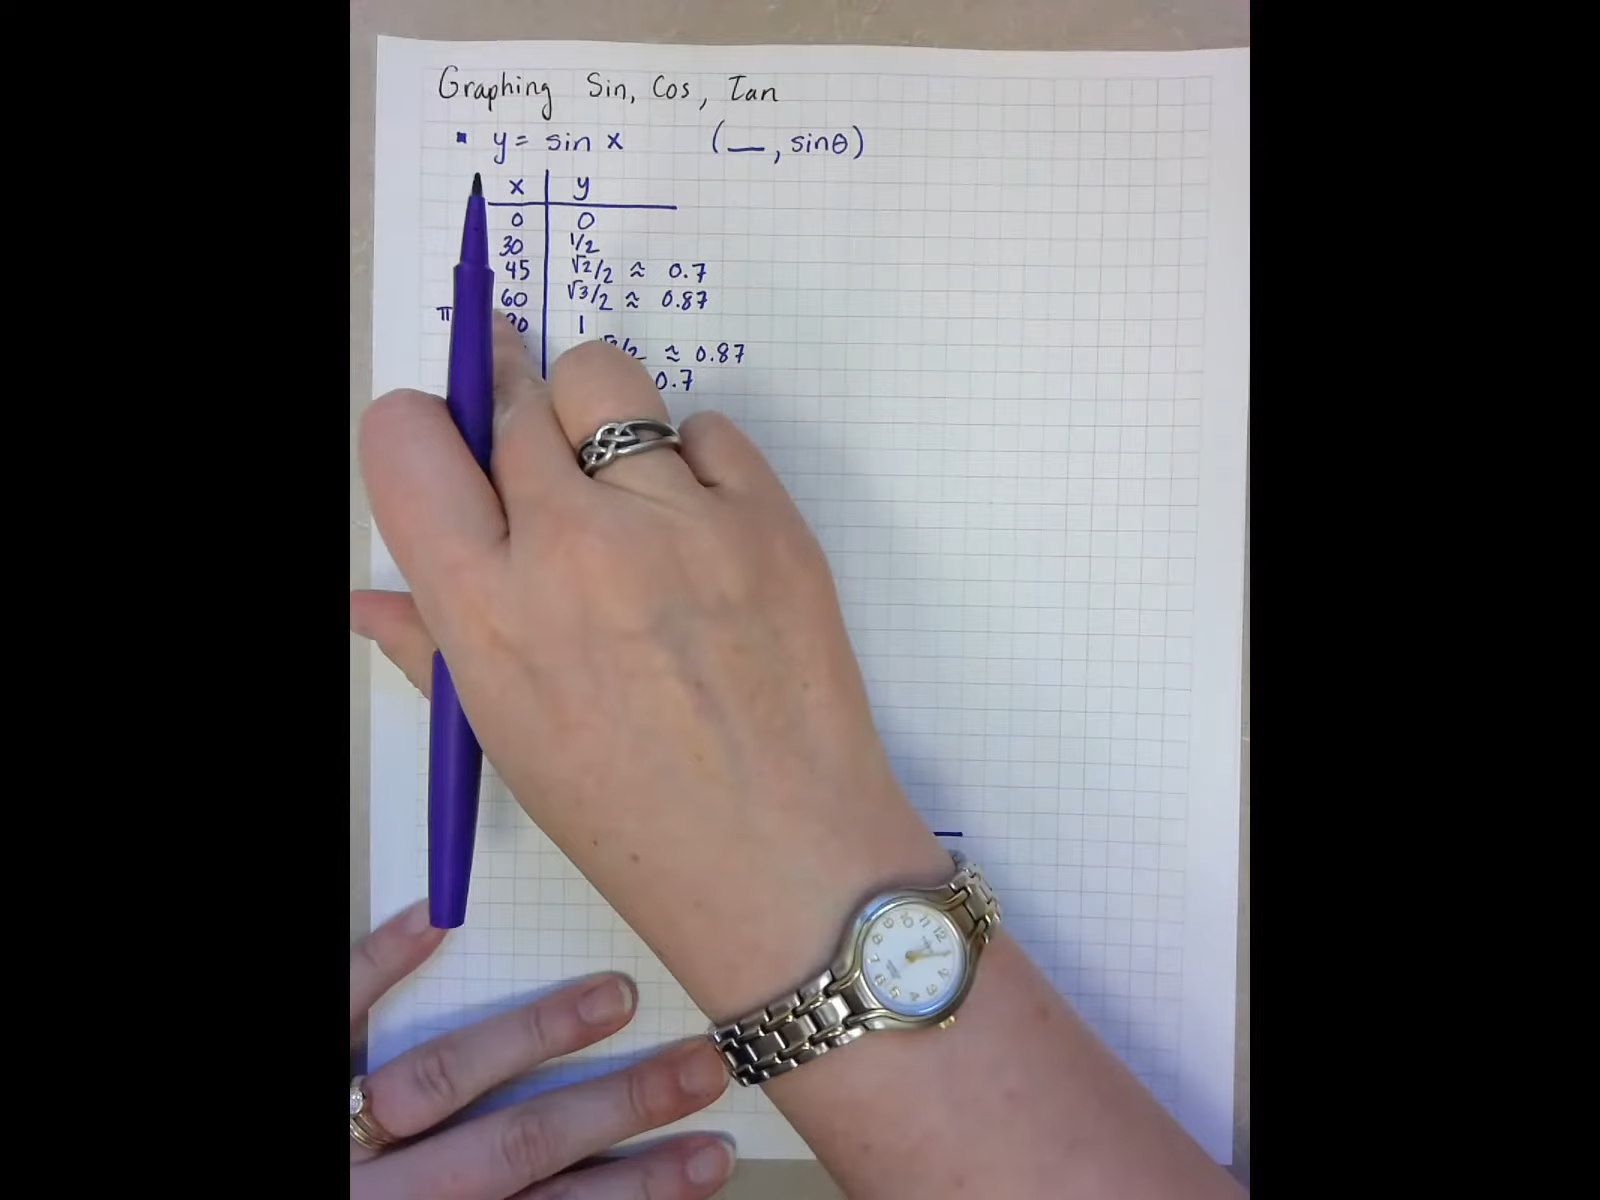 Graphing Sin, Cos, Tan
▪ y = sin x (__, sinθ)
x y
0 0
30 1/2
45 √2/2 ≈ 0.7
60 √3/2 ≈ 0.87
π 1
≈ 0.87
0.7